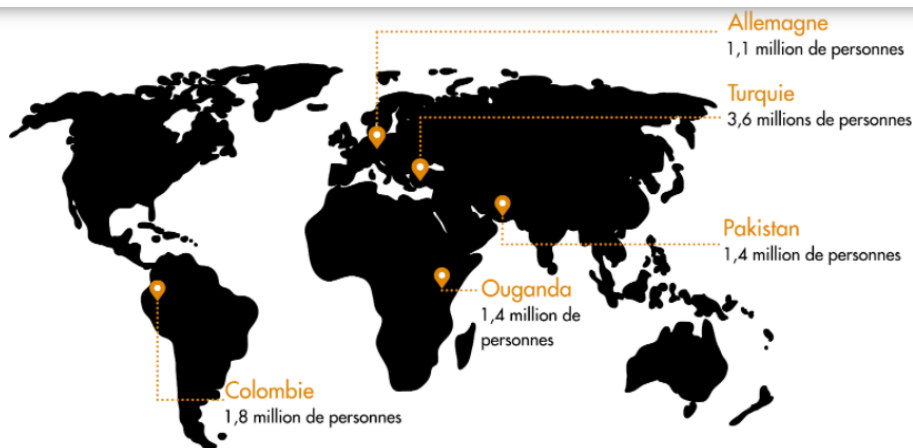 Allemagne
1,1 million de personnes
Turquie
3,6 millions de personnes
Pakistan
1,4 million de personnes
Ouganda
1,4 million de
personnes
Colombie
1,8 million de personnes